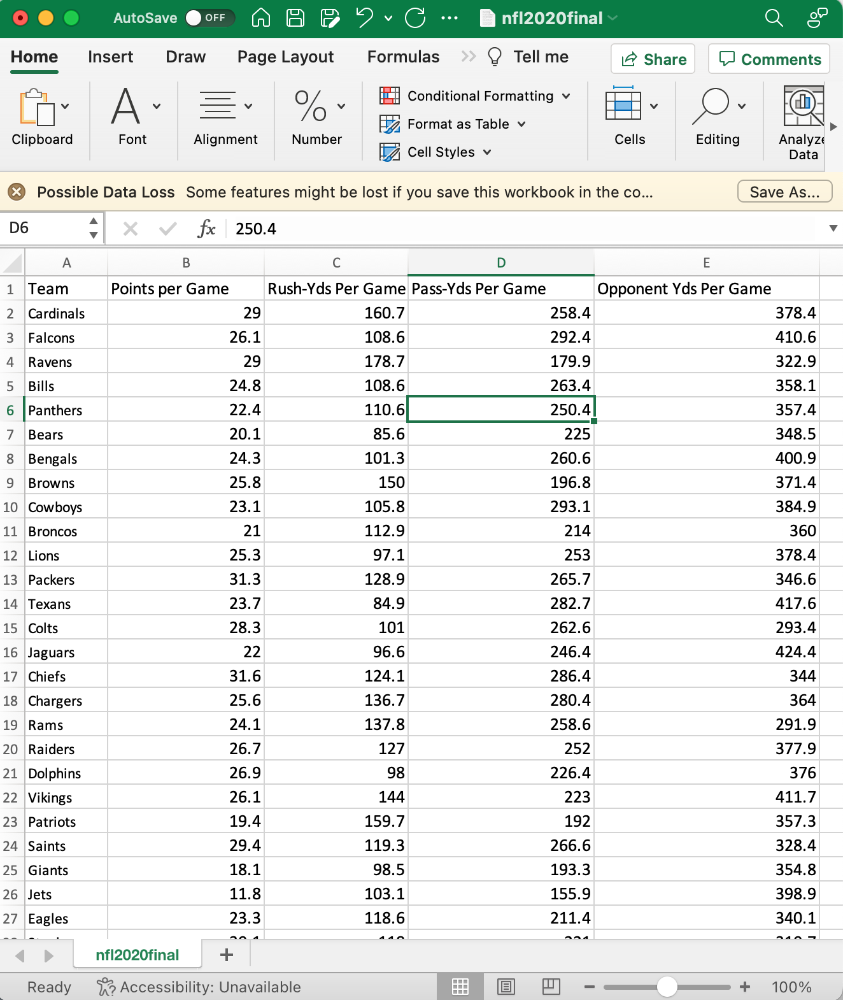 AutoSave OFF nfl2020final
Home Insert Draw Page Layout Formulas Tell me Share Comments
Clipboard Font Alignment % Number Conditional Formatting Format as Table Cell Styles Cells Editing Analyze Data
Possible Data Loss Some features might be lost if you save this workbook in the co... Save As...
D6 fx 250.4
A B C D E
1 Team Points per Game Rush-Yds Per Game Pass-Yds Per Game Opponent Yds Per Game
2 Cardinals 29 160.7 258.4 378.4
3 Falcons 26.1 108.6 292.4 410.6
4 Ravens 29 178.7 179.9 322.9
5 Bills 24.8 108.6 263.4 358.1
6 Panthers 22.4 110.6 250.4 357.4
7 Bears 20.1 85.6 225 348.5
8 Bengals 24.3 101.3 260.6 400.9
9 Browns 25.8 150 196.8 371.4
10 Cowboys 23.1 105.8 293.1 384.9
11 Broncos 21 112.9 214 360
12 Lions 25.3 97.1 253 378.4
13 Packers 31.3 128.9 265.7 346.6
14 Texans 23.7 84.9 282.7 417.6
15 Colts 28.3 101 262.6 293.4
16 Jaguars 22 96.6 246.4 424.4
17 Chiefs 31.6 124.1 286.4 344
18 Chargers 25.6 136.7 280.4 364
19 Rams 24.1 137.8 258.6 291.9
20 Raiders 26.7 127 252 377.9
21 Dolphins 26.9 98 226.4 376
22 Vikings 26.1 144 223 411.7
23 Patriots 19.4 159.7 192 357.3
24 Saints 29.4 119.3 266.6 328.4
25 Giants 18.1 98.5 193.3 354.8
26 Jets 11.8 103.1 155.9 398.9
27 Eagles 23.3 118.6 211.4 340.1
nfl2020final +
Ready Accessibility: Unavailable 100%